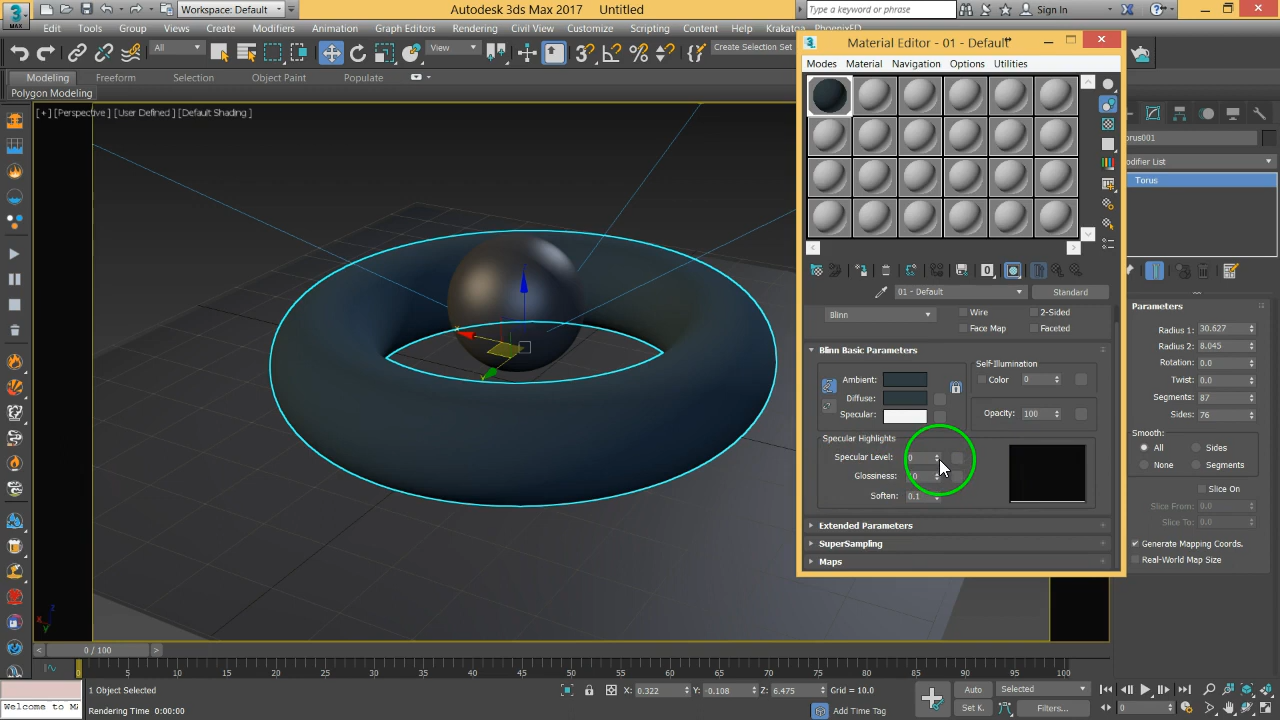 Workspace: Default
Autodesk 3ds Max 2017 Untitled
Type a keyword or phrase
Sign In
Edit Tools Group Views Create Modifiers Animation Graph Editors Rendering Civil View Customize Scripting Content Help Krakatoa PhoenixFD
All
View
Create Selection Set
Modeling Freeform Selection Object Paint Populate
Polygon Modeling
[ + ] [Perspective ] [User Defined ] [Default Shading ]
Material Editor - 01 - Default
Modes Material Navigation Options Utilities
01 - Default
Standard
Blinn
Wire
2-Sided
Face Map
Faceted
Blinn Basic Parameters
Self-Illumination
Ambient:
Color 0
Diffuse:
Specular:
Opacity: 100
Specular Highlights
Specular Level: 0
Glossiness:
Soften: 0.1
Extended Parameters
SuperSampling
Maps
Modifier List
Torus
Parameters
Radius 1: 30.627
Radius 2: 8.045
Rotation: 0.0
Twist: 0.0
Segments: 87
Sides: 76
Smooth:
All Sides
None Segments
Slice On
Slice From: 0.0
Slice To: 0.0
Generate Mapping Coords.
Real-World Map Size
0 / 100
0 5 10 15 20 25 30 35 40 45 50 55 60 65 70 75 80 85 90 95 100
1 Object Selected
X: 0.322 Y: -0.108 Z: 6.475 Grid = 10.0
Auto
Selected
Welcome to
Rendering Time 0:00:00
Add Time Tag
Set K.
Filters...
0